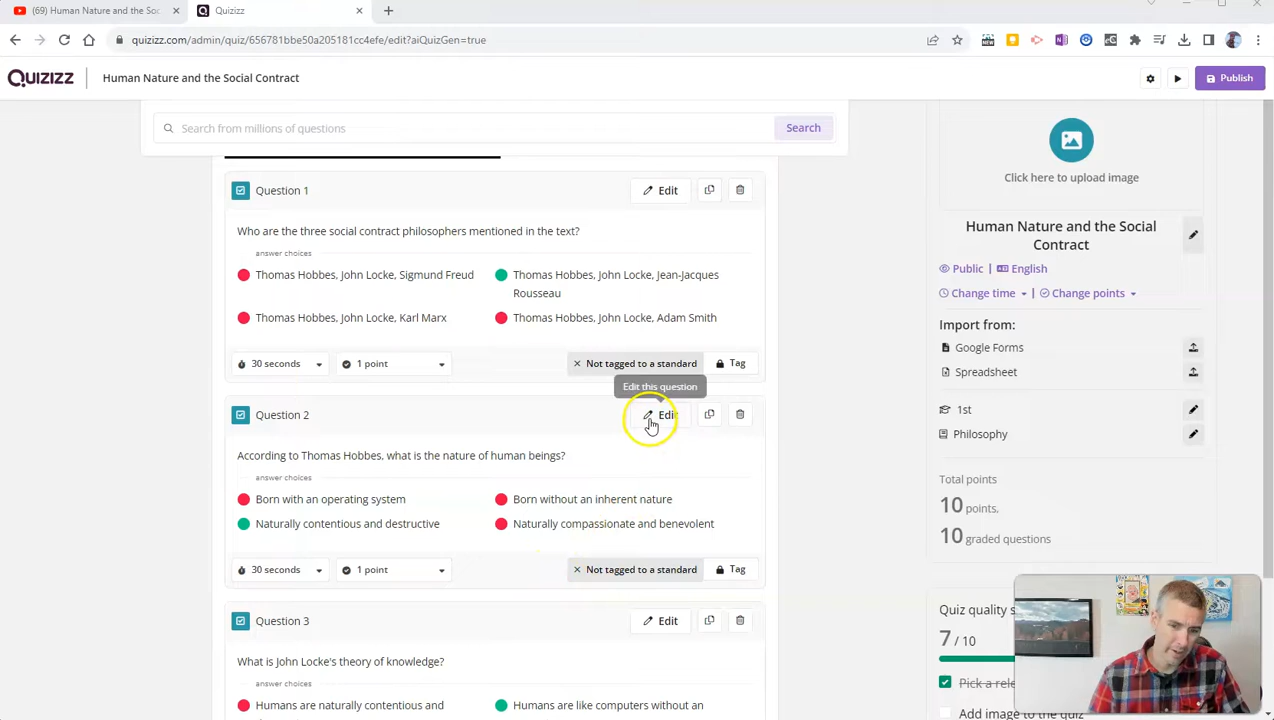 (69) Human Nature and the Soc
Quizizz
quizizz.com/admin/quiz/656781bbe50a205181cc4efe/edit?aiQuizGen=true
QUIZIZZ
Human Nature and the Social Contract
Publish
Search from millions of questions
Search
Question 1
Edit
Who are the three social contract philosophers mentioned in the text?
answer choices
Thomas Hobbes, John Locke, Sigmund Freud
Thomas Hobbes, John Locke, Jean-Jacques
Rousseau
Thomas Hobbes, John Locke, Karl Marx
Thomas Hobbes, John Locke, Adam Smith
30 seconds
1 point
Not tagged to a standard
Tag
Edit this question
Question 2
Edit
According to Thomas Hobbes, what is the nature of human beings?
answer choices
Born with an operating system
Born without an inherent nature
Naturally contentious and destructive
Naturally compassionate and benevolent
30 seconds
1 point
Not tagged to a standard
Tag
Question 3
Edit
What is John Locke's theory of knowledge?
answer choices
Humans are naturally contentious and
Humans are like computers without an
Click here to upload image
Human Nature and the Social
Contract
Public | English
Change time
Change points
Import from:
Google Forms
Spreadsheet
1st
Philosophy
Total points
10 points,
10 graded questions
Quiz quality s
7 / 10
Pick a rele
Add image to the quiz